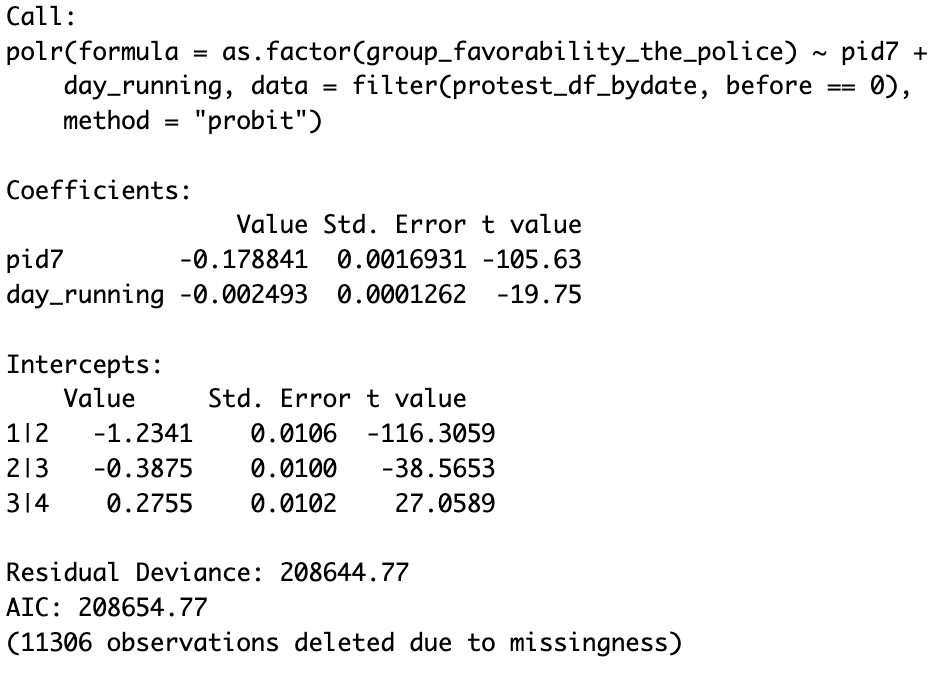 Call:
polr(formula = as.factor(group_favorability_the_police) ~ pid7 +
    day_running, data = filter(protest_df_bydate, before == 0),
    method = "probit")

Coefficients:
                Value Std. Error t value
pid7        -0.178841  0.0016931 -105.63
day_running -0.002493  0.0001262  -19.75

Intercepts:
    Value     Std. Error t value
1|2   -1.2341    0.0106  -116.3059
2|3   -0.3875    0.0100   -38.5653
3|4    0.2755    0.0102    27.0589

Residual Deviance: 208644.77
AIC: 208654.77
(11306 observations deleted due to missingness)